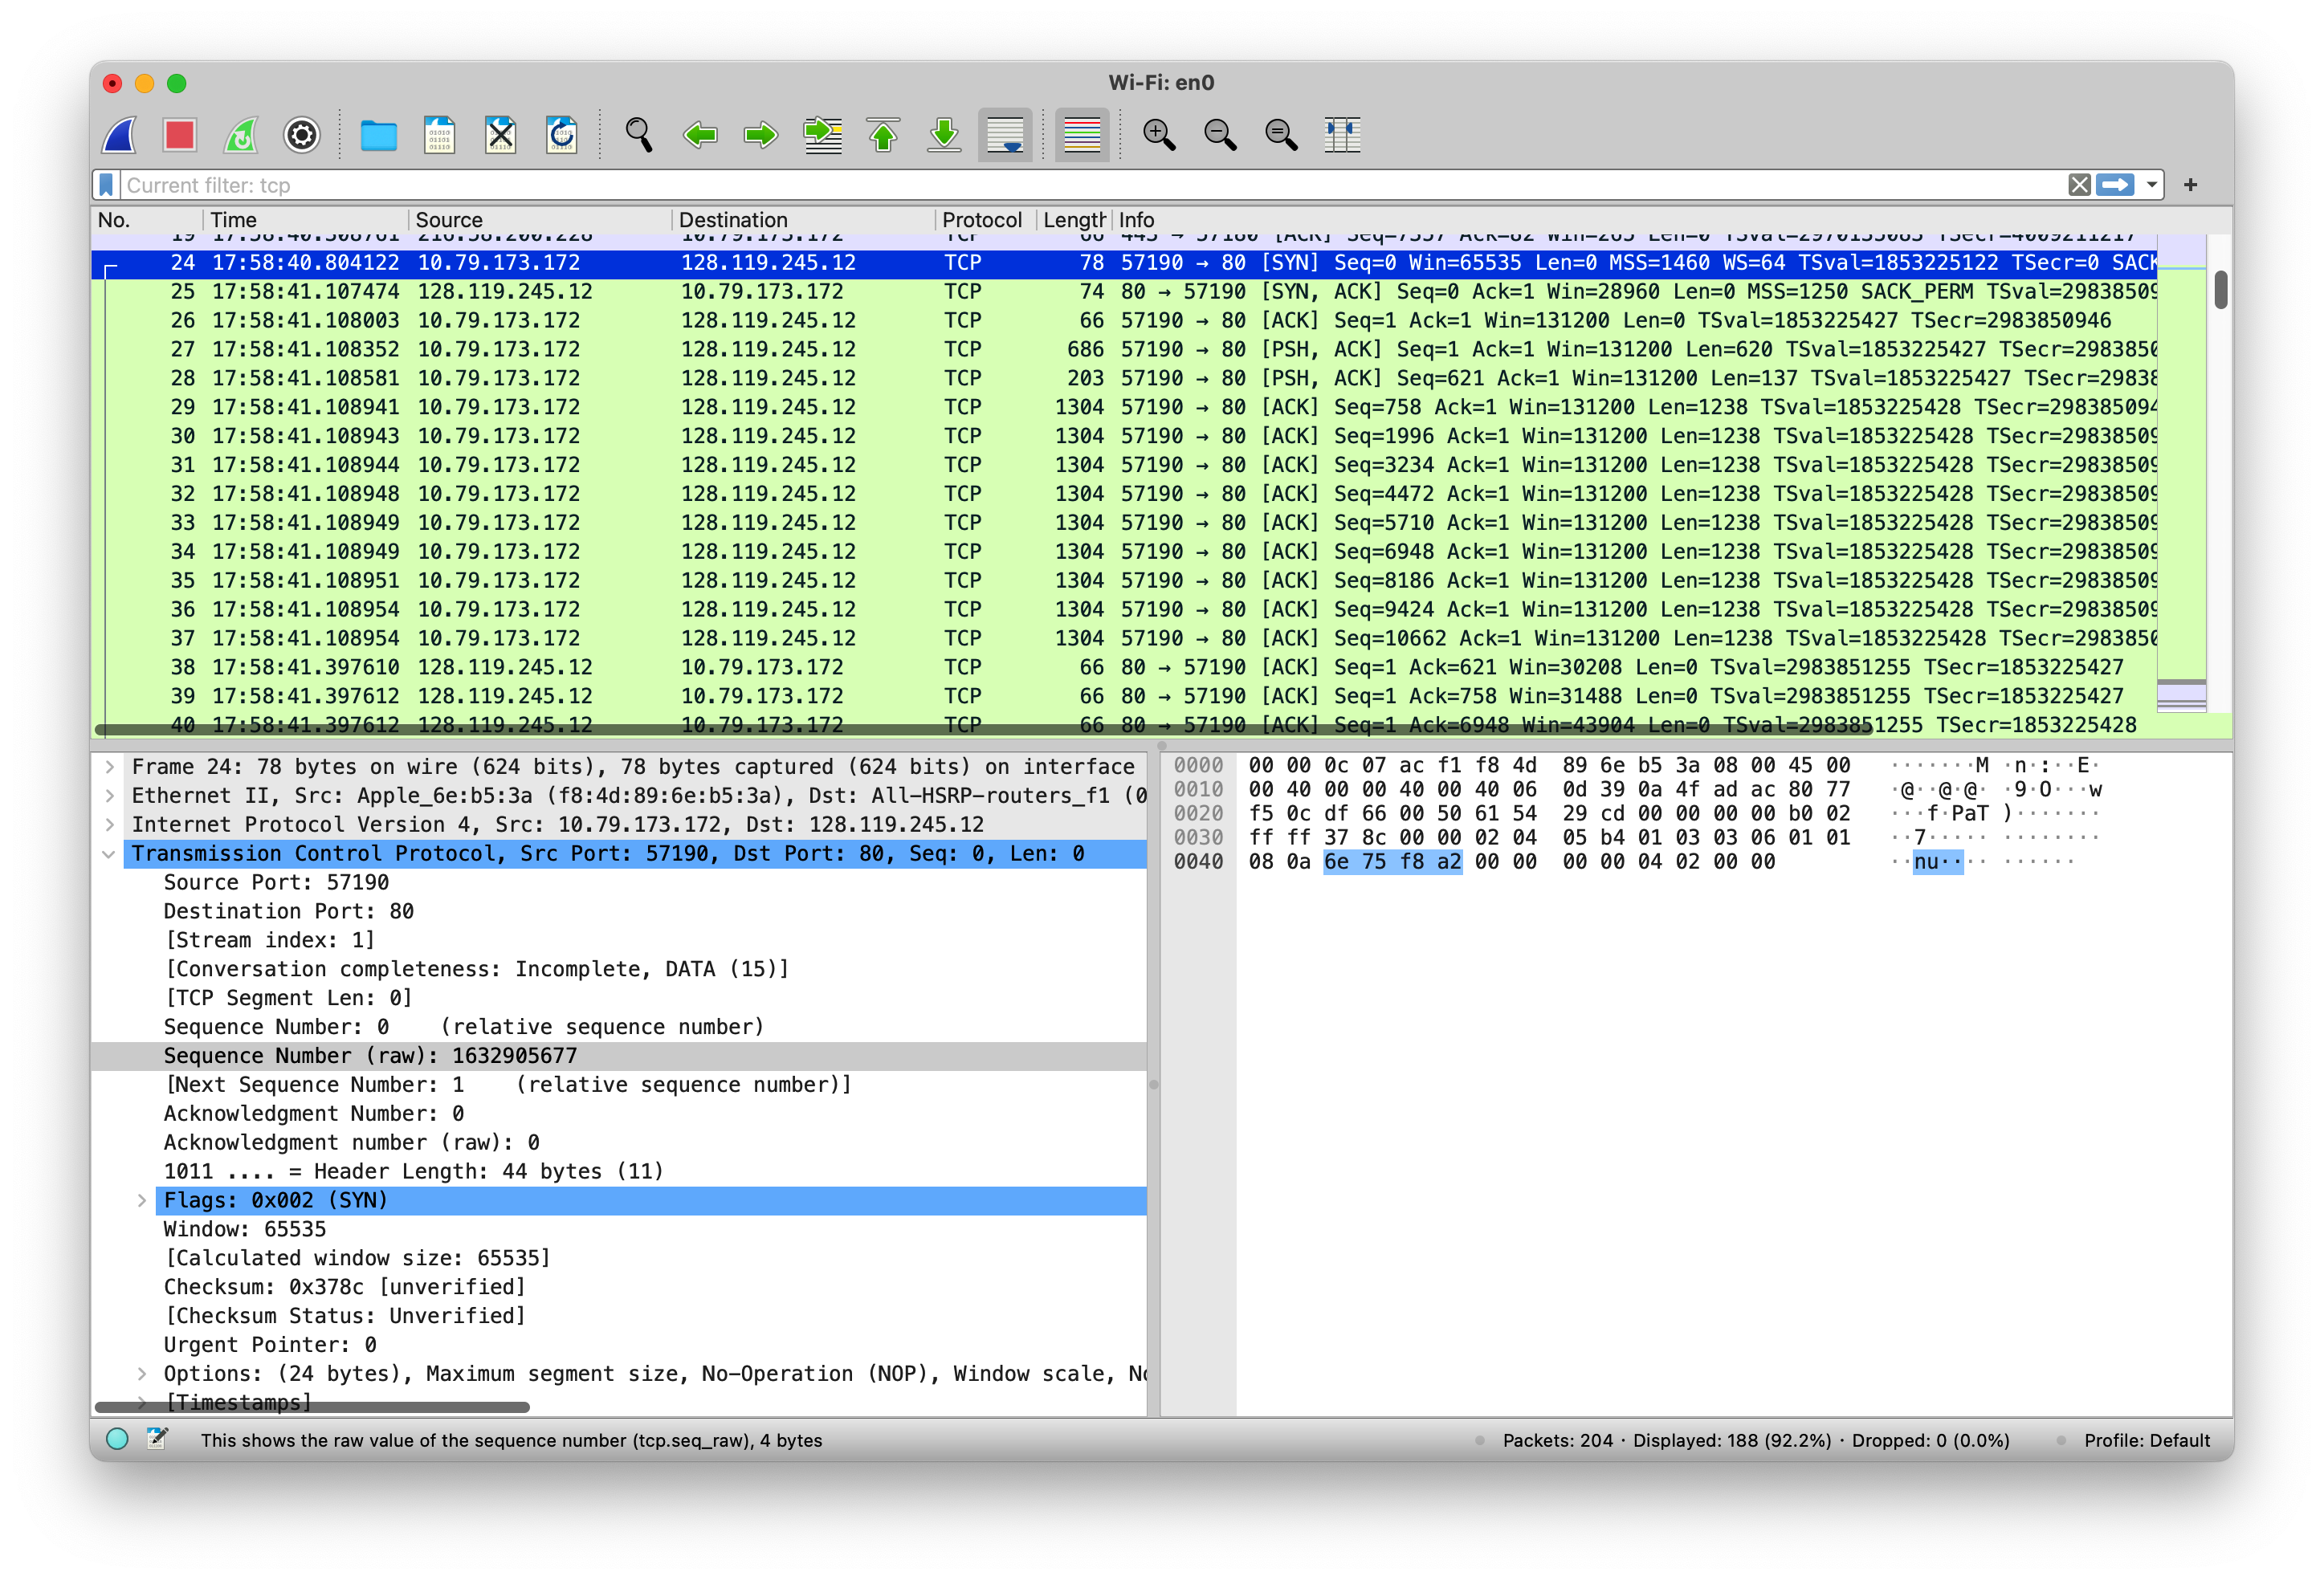 Wi-Fi: en0
Current filter: tcp
No. Time Source Destination Protocol Length Info
19 17:58:40.308761 216.58.200.228 10.79.173.172 TCP 66 443 → 57180 [ACK] Seq=7357 Ack=82 Win=265 Len=0 TSval=2970135083 TSecr=4009211217
24 17:58:40.804122 10.79.173.172 128.119.245.12 TCP 78 57190 → 80 [SYN] Seq=0 Win=65535 Len=0 MSS=1460 WS=64 TSval=1853225122 TSecr=0 SACK
25 17:58:41.107474 128.119.245.12 10.79.173.172 TCP 74 80 → 57190 [SYN, ACK] Seq=0 Ack=1 Win=28960 Len=0 MSS=1250 SACK_PERM TSval=29838509
26 17:58:41.108003 10.79.173.172 128.119.245.12 TCP 66 57190 → 80 [ACK] Seq=1 Ack=1 Win=131200 Len=0 TSval=1853225427 TSecr=2983850946
27 17:58:41.108352 10.79.173.172 128.119.245.12 TCP 686 57190 → 80 [PSH, ACK] Seq=1 Ack=1 Win=131200 Len=620 TSval=1853225427 TSecr=2983850
28 17:58:41.108581 10.79.173.172 128.119.245.12 TCP 203 57190 → 80 [PSH, ACK] Seq=621 Ack=1 Win=131200 Len=137 TSval=1853225427 TSecr=29838
29 17:58:41.108941 10.79.173.172 128.119.245.12 TCP 1304 57190 → 80 [ACK] Seq=758 Ack=1 Win=131200 Len=1238 TSval=1853225428 TSecr=298385094
30 17:58:41.108943 10.79.173.172 128.119.245.12 TCP 1304 57190 → 80 [ACK] Seq=1996 Ack=1 Win=131200 Len=1238 TSval=1853225428 TSecr=29838509
31 17:58:41.108944 10.79.173.172 128.119.245.12 TCP 1304 57190 → 80 [ACK] Seq=3234 Ack=1 Win=131200 Len=1238 TSval=1853225428 TSecr=29838509
32 17:58:41.108948 10.79.173.172 128.119.245.12 TCP 1304 57190 → 80 [ACK] Seq=4472 Ack=1 Win=131200 Len=1238 TSval=1853225428 TSecr=29838509
33 17:58:41.108949 10.79.173.172 128.119.245.12 TCP 1304 57190 → 80 [ACK] Seq=5710 Ack=1 Win=131200 Len=1238 TSval=1853225428 TSecr=29838509
34 17:58:41.108949 10.79.173.172 128.119.245.12 TCP 1304 57190 → 80 [ACK] Seq=6948 Ack=1 Win=131200 Len=1238 TSval=1853225428 TSecr=29838509
35 17:58:41.108951 10.79.173.172 128.119.245.12 TCP 1304 57190 → 80 [ACK] Seq=8186 Ack=1 Win=131200 Len=1238 TSval=1853225428 TSecr=29838509
36 17:58:41.108954 10.79.173.172 128.119.245.12 TCP 1304 57190 → 80 [ACK] Seq=9424 Ack=1 Win=131200 Len=1238 TSval=1853225428 TSecr=29838509
37 17:58:41.108954 10.79.173.172 128.119.245.12 TCP 1304 57190 → 80 [ACK] Seq=10662 Ack=1 Win=131200 Len=1238 TSval=1853225428 TSecr=2983850
38 17:58:41.397610 128.119.245.12 10.79.173.172 TCP 66 80 → 57190 [ACK] Seq=1 Ack=621 Win=30208 Len=0 TSval=2983851255 TSecr=1853225427
39 17:58:41.397612 128.119.245.12 10.79.173.172 TCP 66 80 → 57190 [ACK] Seq=1 Ack=758 Win=31488 Len=0 TSval=2983851255 TSecr=1853225427
40 17:58:41.397612 128.119.245.12 10.79.173.172 TCP 66 80 → 57190 [ACK] Seq=1 Ack=6948 Win=43904 Len=0 TSval=2983851255 TSecr=1853225428
Frame 24: 78 bytes on wire (624 bits), 78 bytes captured (624 bits) on interface
Ethernet II, Src: Apple_6e:b5:3a (f8:4d:89:6e:b5:3a), Dst: All-HSRP-routers_f1 (0
Internet Protocol Version 4, Src: 10.79.173.172, Dst: 128.119.245.12
Transmission Control Protocol, Src Port: 57190, Dst Port: 80, Seq: 0, Len: 0
Source Port: 57190
Destination Port: 80
[Stream index: 1]
[Conversation completeness: Incomplete, DATA (15)]
[TCP Segment Len: 0]
Sequence Number: 0 (relative sequence number)
Sequence Number (raw): 1632905677
[Next Sequence Number: 1 (relative sequence number)]
Acknowledgment Number: 0
Acknowledgment number (raw): 0
1011 .... = Header Length: 44 bytes (11)
Flags: 0x002 (SYN)
Window: 65535
[Calculated window size: 65535]
Checksum: 0x378c [unverified]
[Checksum Status: Unverified]
Urgent Pointer: 0
Options: (24 bytes), Maximum segment size, No-Operation (NOP), Window scale, No
[Timestamps]
0000 00 00 0c 07 ac f1 f8 4d 89 6e b5 3a 08 00 45 00 ·······M ·n·:··E·
0010 00 40 00 00 40 00 40 06 0d 39 0a 4f ad ac 80 77 ·@··@·@· ·9·O···w
0020 f5 0c df 66 00 50 61 54 29 cd 00 00 00 00 b0 02 ···f·PaT )·······
0030 ff ff 37 8c 00 00 02 04 05 b4 01 03 03 06 01 01 ··7····· ········
0040 08 0a 6e 75 f8 a2 00 00 00 00 04 02 00 00 ··nu···· ······
This shows the raw value of the sequence number (tcp.seq_raw), 4 bytes
Packets: 204 · Displayed: 188 (92.2%) · Dropped: 0 (0.0%)
Profile: Default